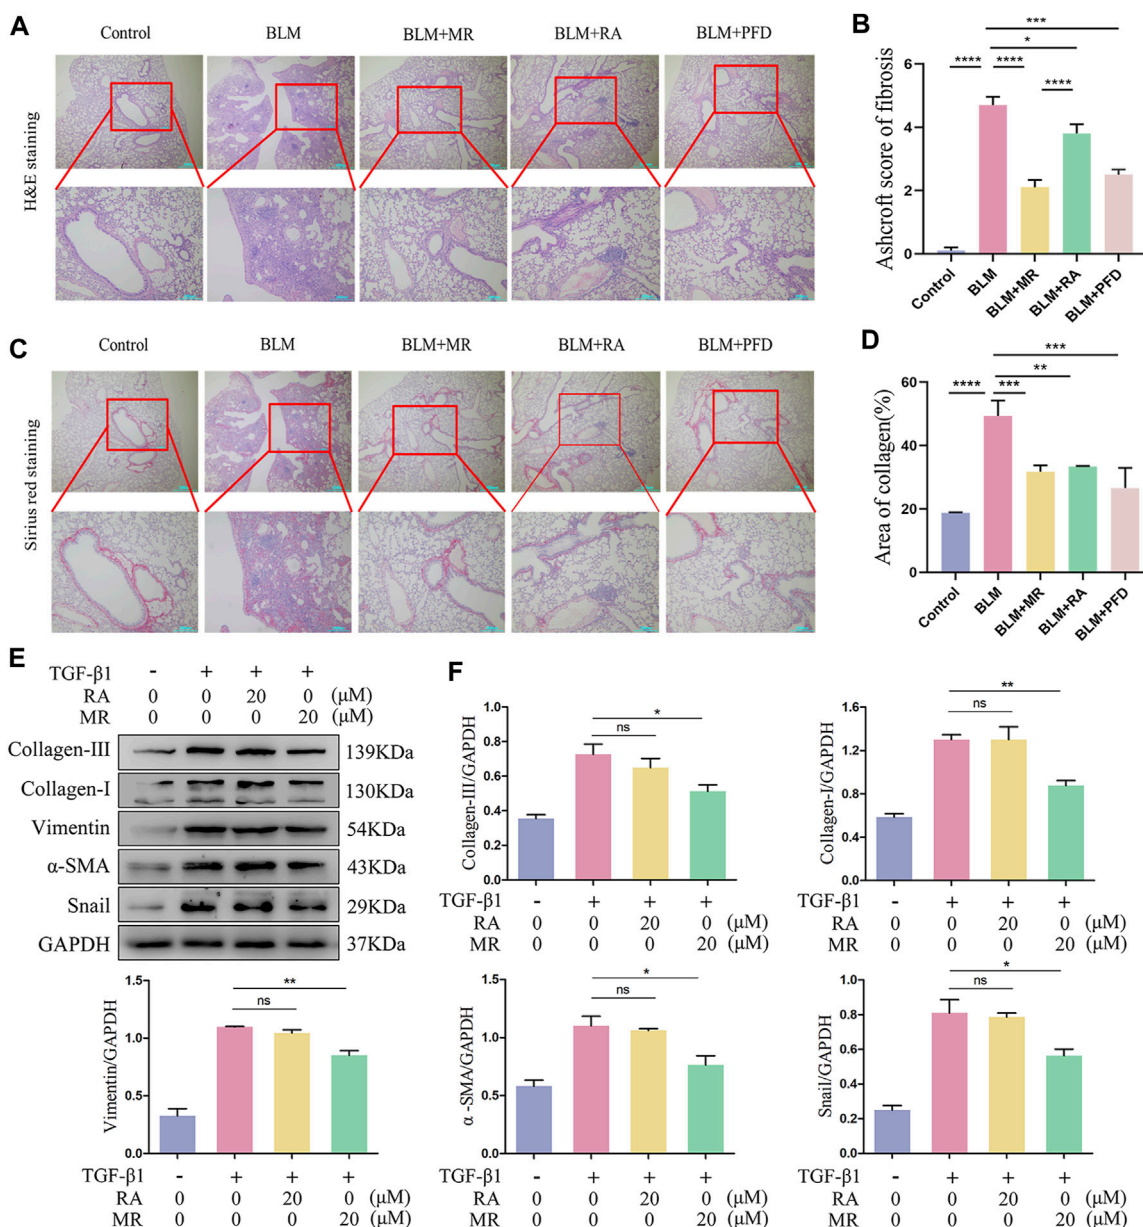 A
Control BLM BLM+MR BLM+RA BLM+PFD
H&E staining
B
Ashcroft score of fibrosis
6
4
2
0
**** **** **** * ***
Control BLM BLM+MR BLM+RA BLM+PFD
C
Control BLM BLM+MR BLM+RA BLM+PFD
Sirius red staining
D
Area of collagen(%)
60
40
20
0
**** *** ** ***
Control BLM BLM+MR BLM+RA BLM+PFD
E
TGF-β1 - + + +
RA 0 0 20 0 (μM)
MR 0 0 0 20 (μM)
Collagen-III 139KDa
Collagen-I 130KDa
Vimentin 54KDa
α-SMA 43KDa
Snail 29KDa
GAPDH 37KDa
F
Collagen-III/GAPDH
1.0
0.8
0.6
0.4
0.2
0.0
ns *
TGF-β1 - + + +
RA 0 0 20 0 (μM)
MR 0 0 0 20 (μM)
Collagen-I/GAPDH
1.6
1.2
0.8
0.4
0.0
ns **
TGF-β1 - + + +
RA 0 0 20 0 (μM)
MR 0 0 0 20 (μM)
Vimentin/GAPDH
1.5
1.0
0.5
0.0
ns **
TGF-β1 - + + +
RA 0 0 20 0 (μM)
MR 0 0 0 20 (μM)
α -SMA/GAPDH
1.5
1.0
0.5
0.0
ns *
TGF-β1 - + + +
RA 0 0 20 0 (μM)
MR 0 0 0 20 (μM)
Snail/GAPDH
1.0
0.8
0.6
0.4
0.2
0.0
ns *
TGF-β1 - + + +
RA 0 0 20 0 (μM)
MR 0 0 0 20 (μM)